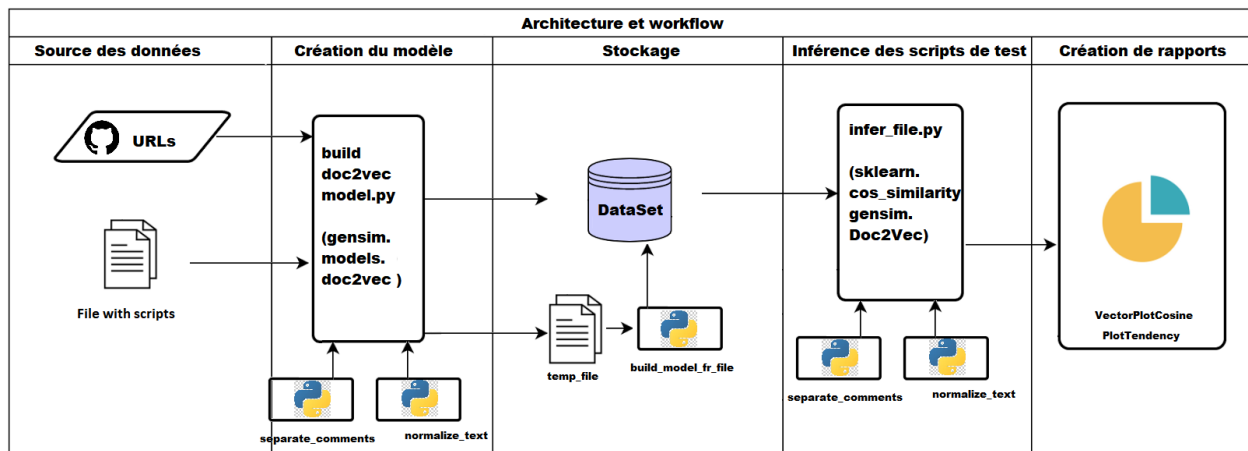 Architecture et workflow
Source des données
Création du modèle
Stockage
Inférence des scripts de test
Création de rapports
URLs
File with scripts
build
doc2vec
model.py
(gensim.
models.
doc2vec )
separate_comments
normalize_text
DataSet
temp_file
build_model_fr_file
infer_file.py
(sklearn.
cos_similarity
gensim.
Doc2Vec)
separate_comments
normalize_text
VectorPlotCosine
PlotTendency